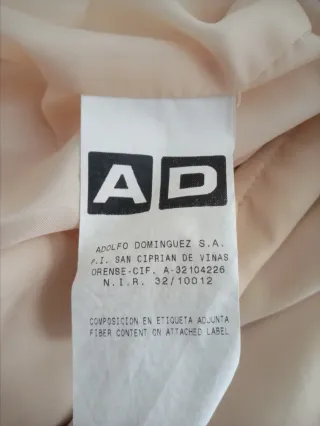 AD
ADOLFO DOMINGUEZ S.A.
P.I. SAN CIPRIAN DE VIÑAS
ORENSE-CIF. A-32104226
N.I.R. 32/10012
COMPOSICION EN ETIQUETA ADJUNTA
FIBER CONTENT ON ATTACHED LABEL